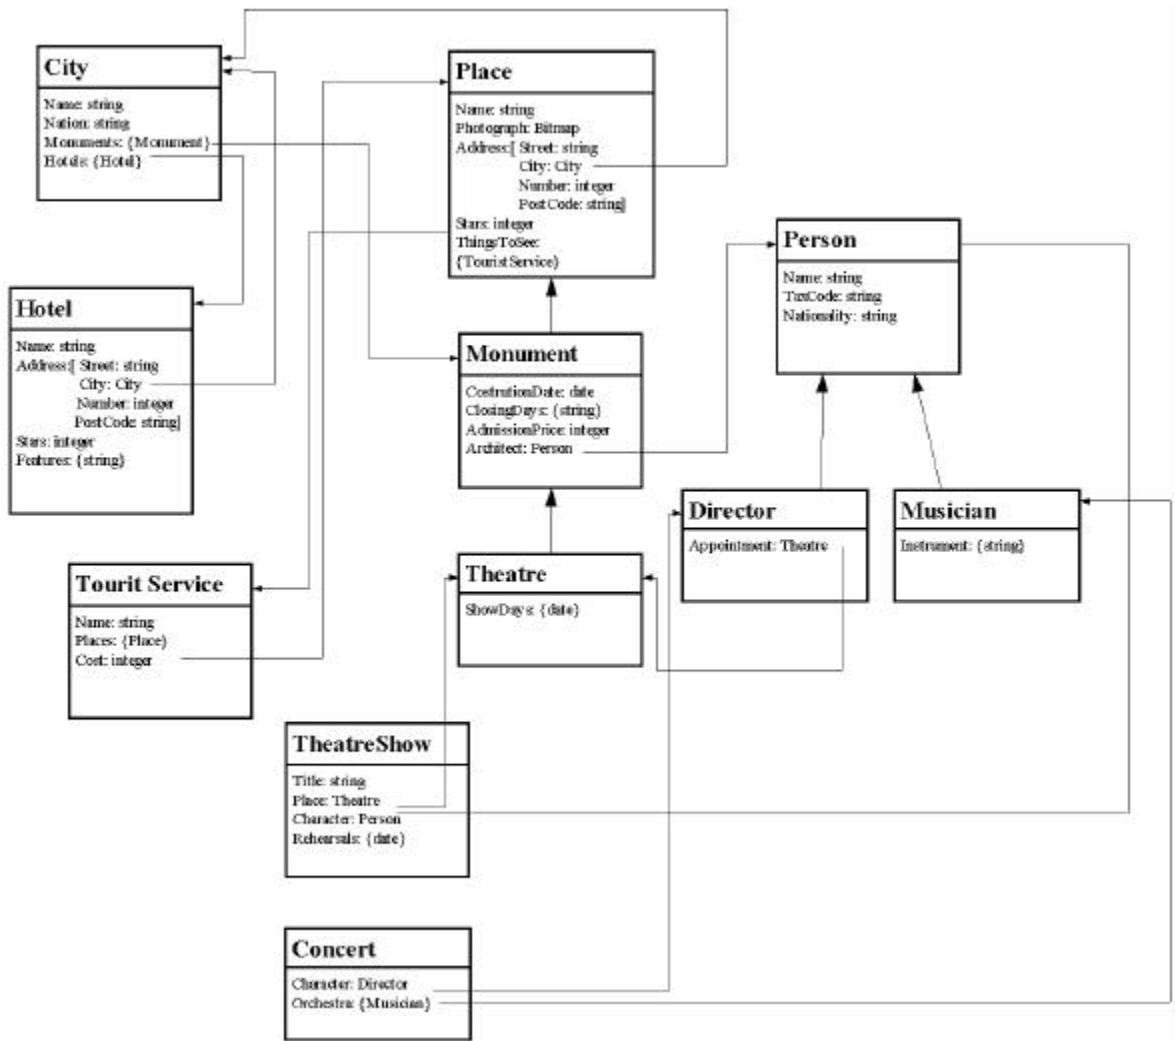 City
Name: string
Nation: string
Monuments: {Monument}
Hotels: {Hotel}
Place
Name: string
Photograph: Bitmap
Address:[ Street: string
City: City
Number: integer
PostCode: string]
Stars: integer
ThingsToSee:
{TouristService}
Person
Name: string
TaxCode: string
Nationality: string
Hotel
Name: string
Address:[ Street: string
City: City
Number: integer
PostCode: string]
Stars: integer
Features: {string}
Monument
CostrutionDate: date
ClosingDays: {string}
AdmissionPrice: integer
Architect: Person
Director
Appointment: Theatre
Musician
Instrument: {string}
Tourit Service
Name: string
Places: {Place}
Cost: integer
Theatre
ShowDays: {date}
TheatreShow
Title: string
Place: Theatre
Character: Person
Rehearsals: {date}
Concert
Character: Director
Orchestra: {Musician}